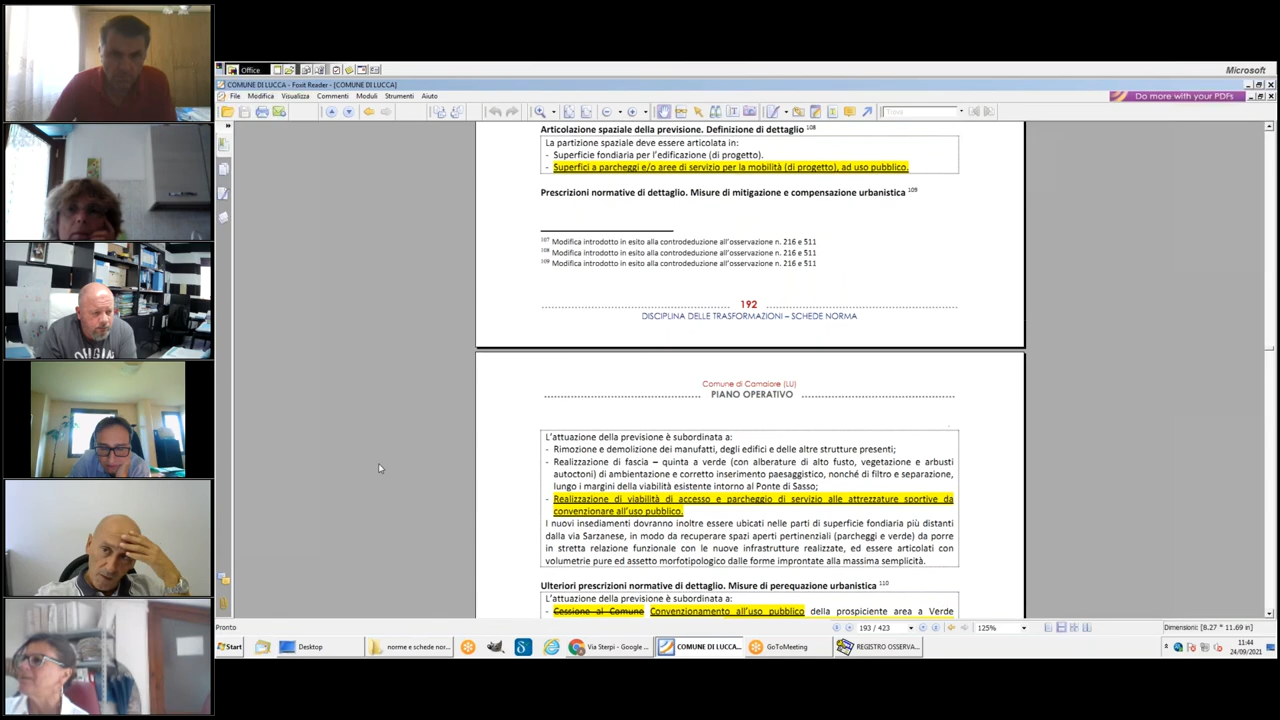 Office
Microsoft
COMUNE DI LUCCA - Foxit Reader - [COMUNE DI LUCCA]
File Modifica Visualizza Commenti Moduli Strumenti Aiuto
Do more with your PDFs
Trova
Articolazione spaziale della previsione. Definizione di dettaglio 108
La partizione spaziale deve essere articolata in:
- Superficie fondiaria per l'edificazione (di progetto).
- Superfici a parcheggi e/o aree di servizio per la mobilità (di progetto), ad uso pubblico.
Prescrizioni normative di dettaglio. Misure di mitigazione e compensazione urbanistica 109
107 Modifica introdotto in esito alla controdeduzione all'osservazione n. 216 e 511
108 Modifica introdotto in esito alla controdeduzione all'osservazione n. 216 e 511
109 Modifica introdotto in esito alla controdeduzione all'osservazione n. 216 e 511
192
DISCIPLINA DELLE TRASFORMAZIONI – SCHEDE NORMA
Comune di Camaiore (LU)
PIANO OPERATIVO
L'attuazione della previsione è subordinata a:
- Rimozione e demolizione dei manufatti, degli edifici e delle altre strutture presenti;
- Realizzazione di fascia – quinta a verde (con alberature di alto fusto, vegetazione e arbusti
autoctoni) di ambientazione e corretto inserimento paesaggistico, nonché di filtro e separazione,
lungo i margini della viabilità esistente intorno al Ponte di Sasso;
- Realizzazione di viabilità di accesso e parcheggio di servizio alle attrezzature sportive da
convenzionare all'uso pubblico.
I nuovi insediamenti dovranno inoltre essere ubicati nelle parti di superficie fondiaria più distanti
dalla via Sarzanese, in modo da recuperare spazi aperti pertinenziali (parcheggi e verde) da porre
in stretta relazione funzionale con le nuove infrastrutture realizzate, ed essere articolati con
volumetrie pure ed assetto morfotipologico dalle forme improntate alla massima semplicità.
Ulteriori prescrizioni normative di dettaglio. Misure di perequazione urbanistica 110
L'attuazione della previsione è subordinata a:
- Cessione al Comune Convenzionamento all'uso pubblico della prospiciente area a Verde
Pronto
193 / 423
125%
Dimensioni: [8.27 * 11.69 in]
Start
Desktop
norme e schede nor...
Via Sterpi - Google ...
COMUNE DI LUCCA...
GoToMeeting
REGISTRO OSSERVA...
11:44
24/09/2021